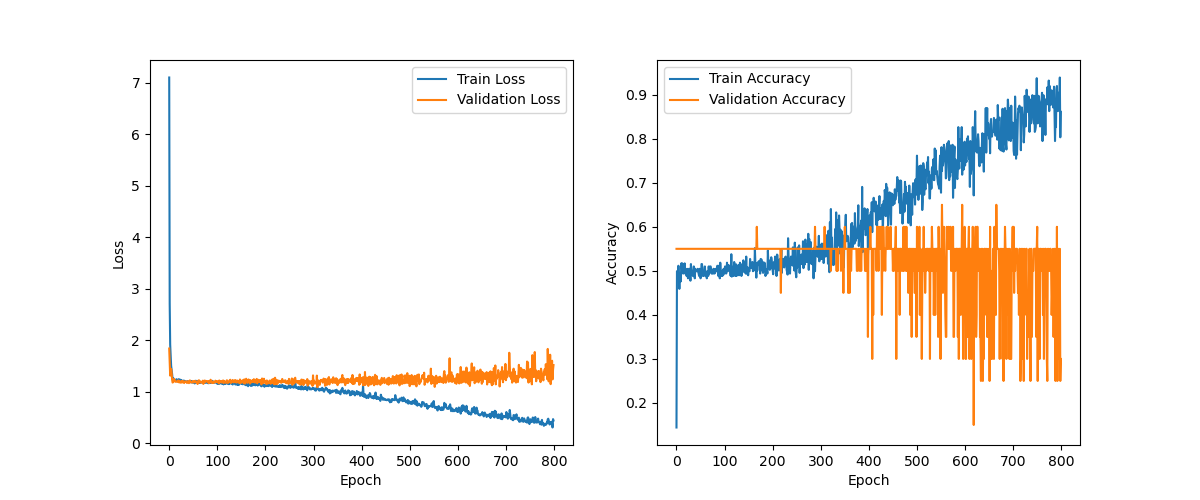 Train Loss
Validation Loss
7
6
5
4
3
2
1
0
Loss
0 100 200 300 400 500 600 700 800
Epoch
Train Accuracy
Validation Accuracy
0.9
0.8
0.7
0.6
0.5
0.4
0.3
0.2
Accuracy
0 100 200 300 400 500 600 700 800
Epoch